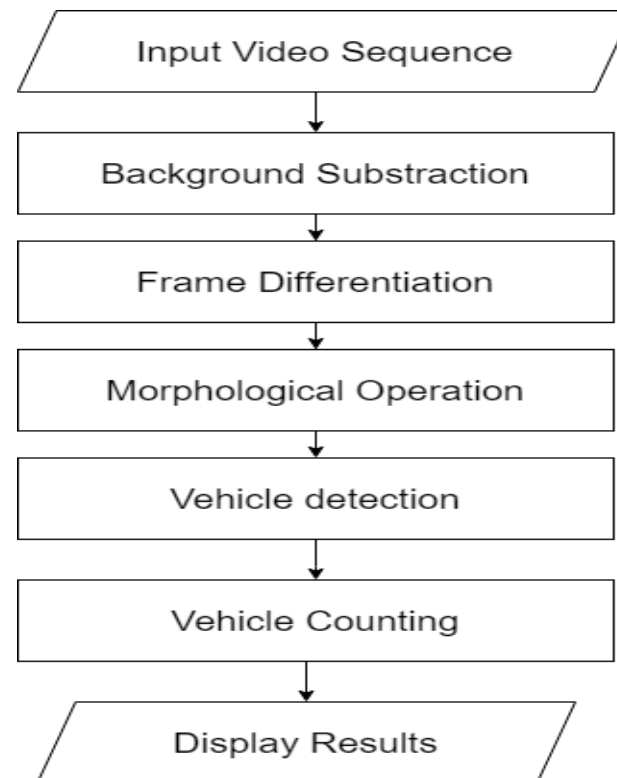 Input Video Sequence
Background Substraction
Frame Differentiation
Morphological Operation
Vehicle detection
Vehicle Counting
Display Results